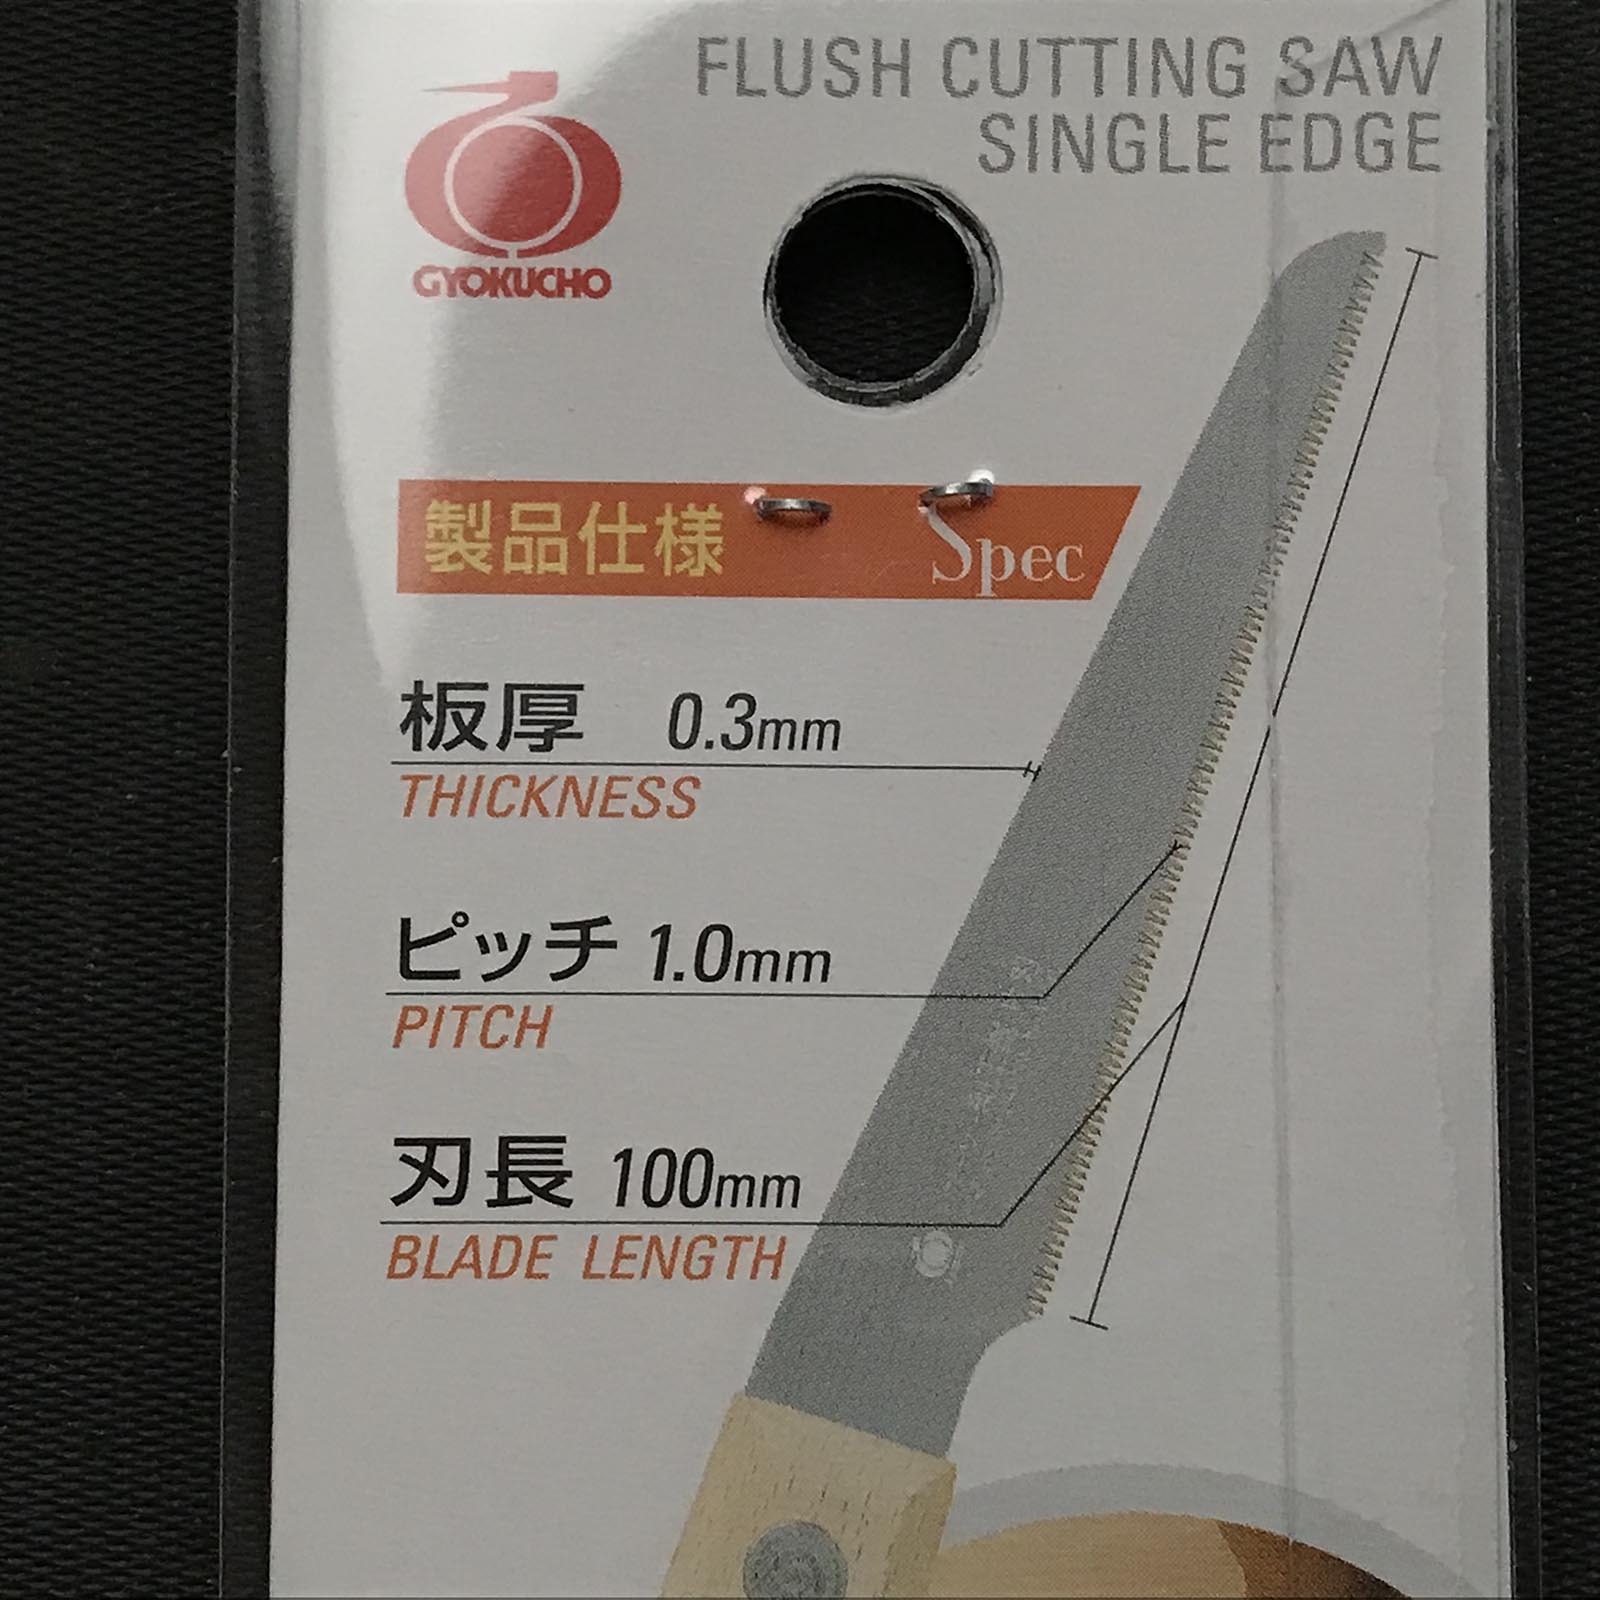 FLUSH CUTTING SAW
SINGLE EDGE
GYOKUCHO
製品仕様 Spec
板厚 0.3mm
THICKNESS
ピッチ 1.0mm
PITCH
刃長 100mm
BLADE LENGTH